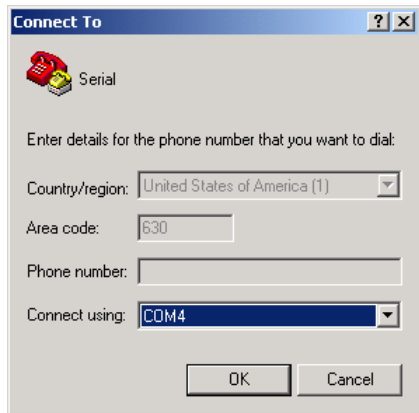 Connect To
Serial
Enter details for the phone number that you want to dial:
Country/region: United States of America (1)
Area code: 630
Phone number:
Connect using: COM4
OK Cancel